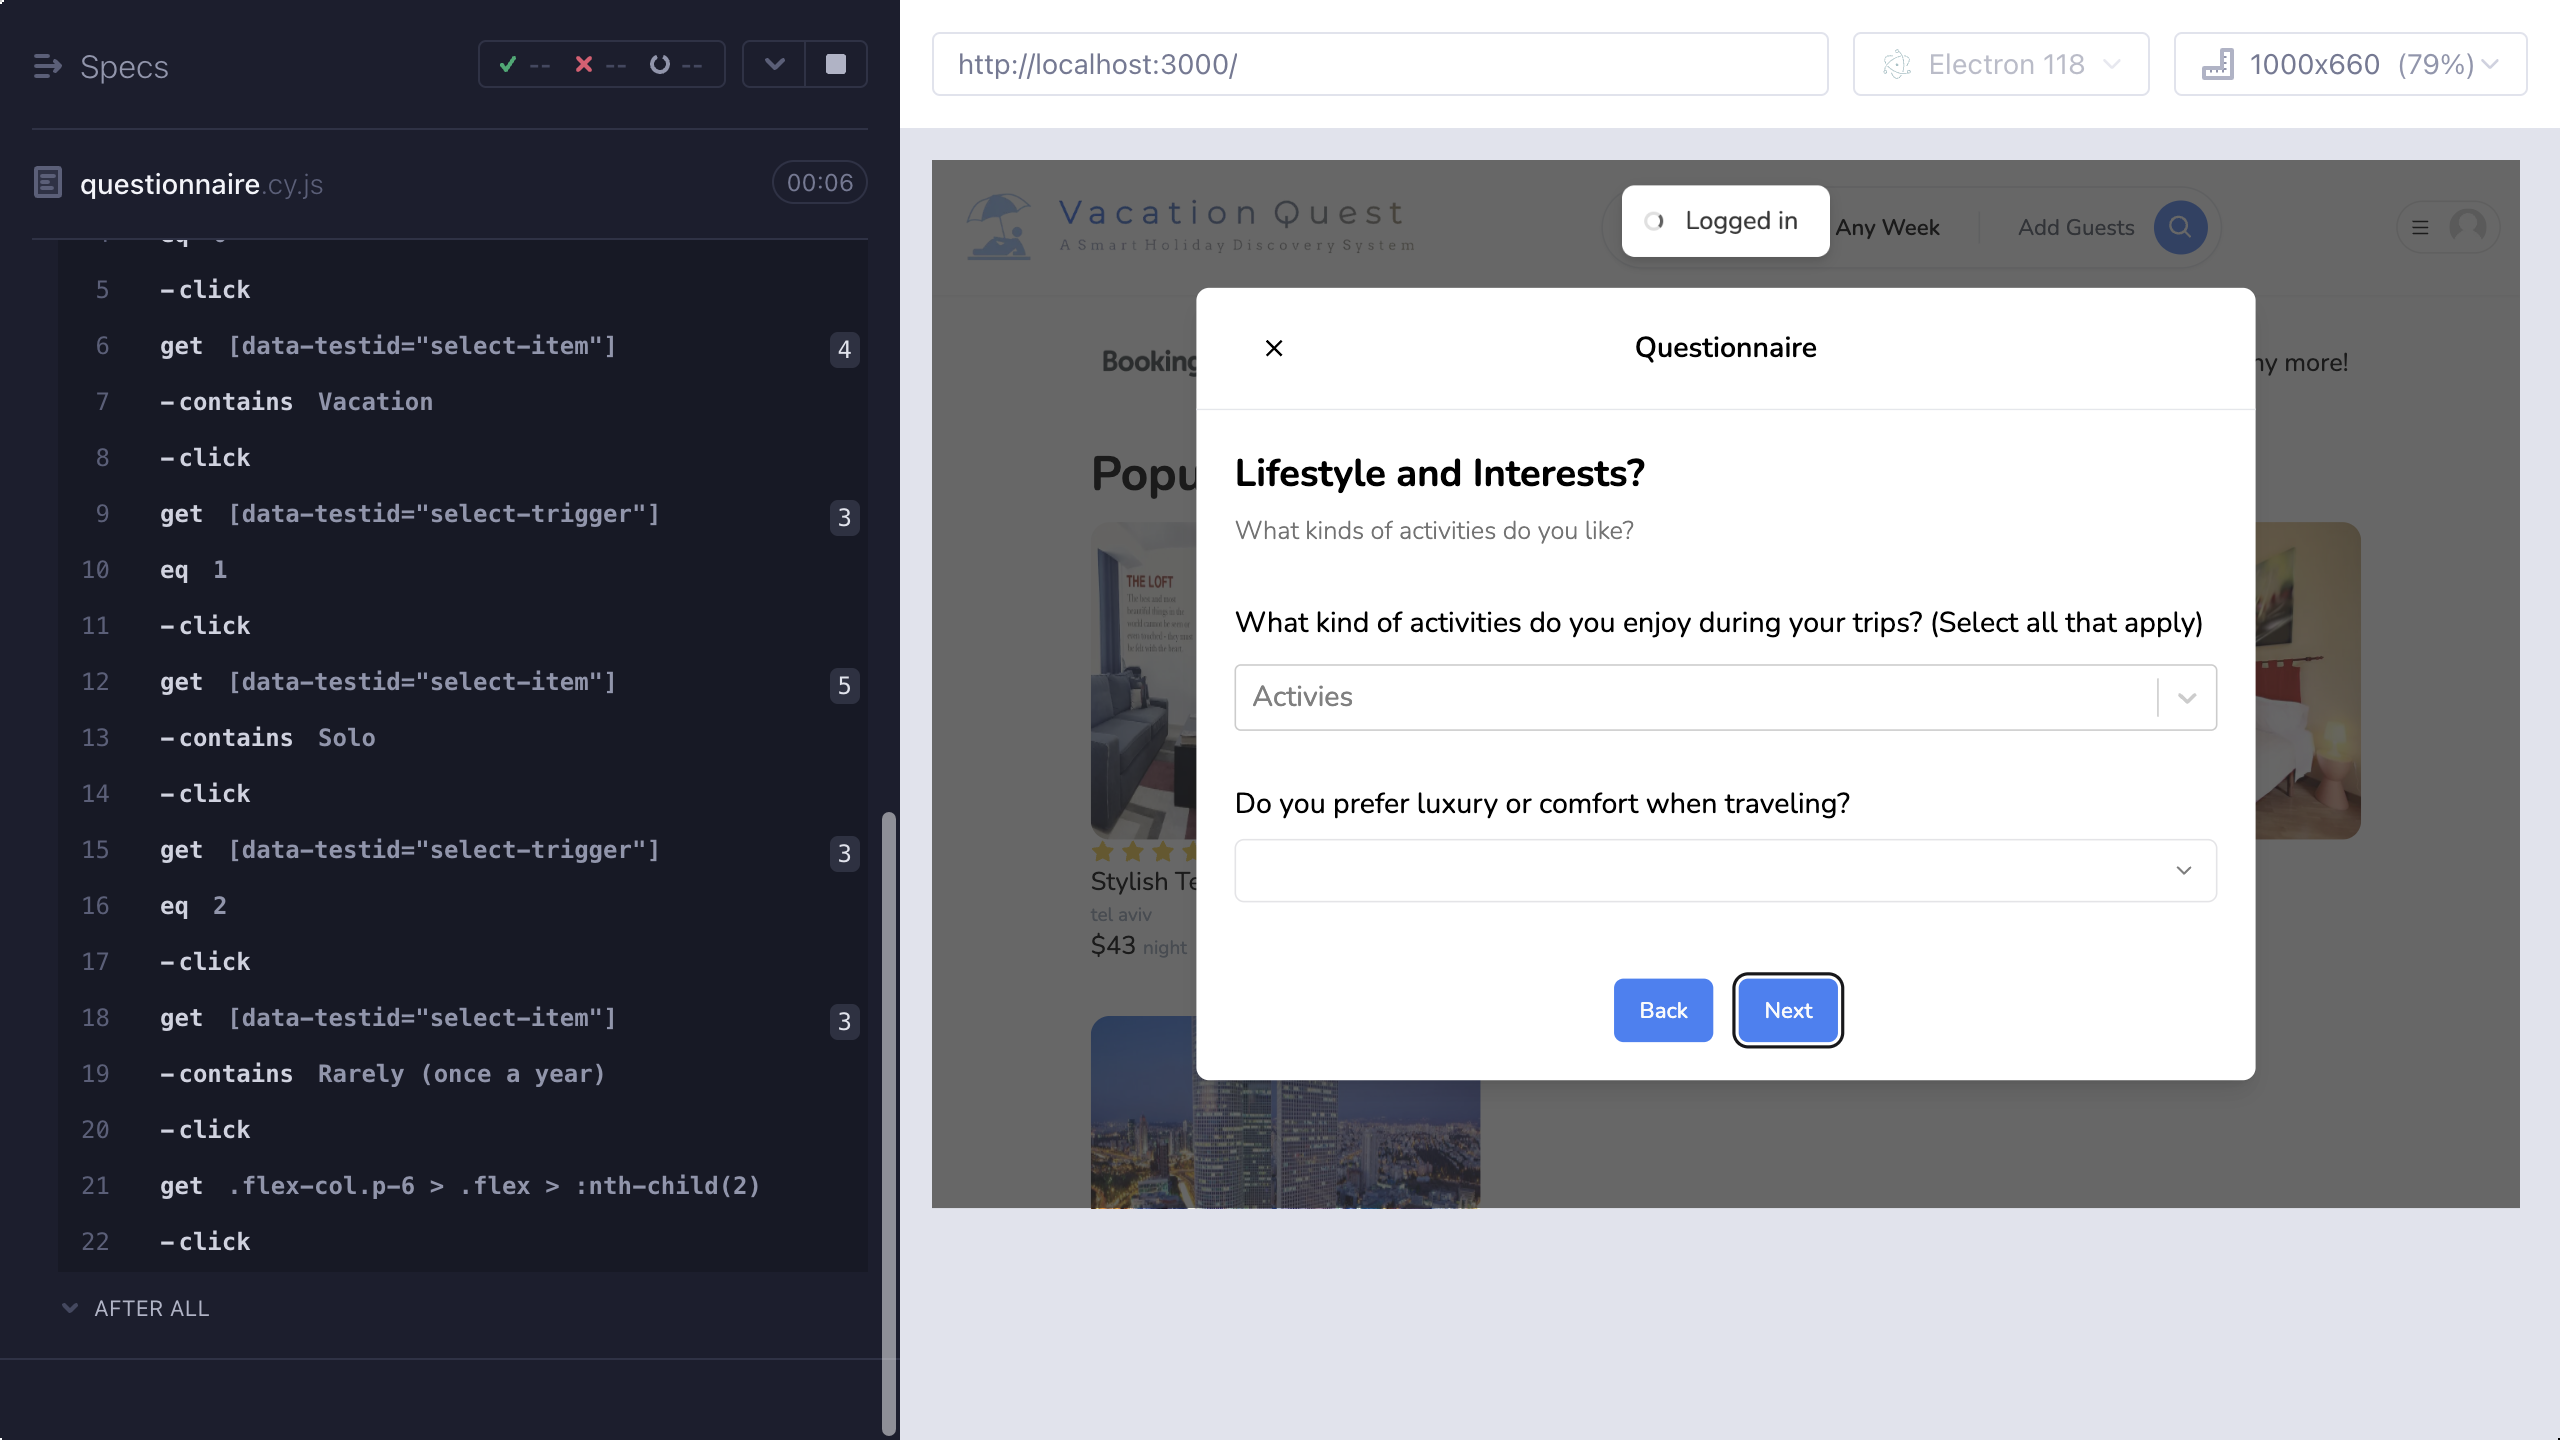 Specs
-- -- --
questionnaire.cy.js
00:06
5 -click
6 get [data-testid="select-item"] 4
7 -contains Vacation
8 -click
9 get [data-testid="select-trigger"] 3
10 eq 1
11 -click
12 get [data-testid="select-item"] 5
13 -contains Solo
14 -click
15 get [data-testid="select-trigger"] 3
16 eq 2
17 -click
18 get [data-testid="select-item"] 3
19 -contains Rarely (once a year)
20 -click
21 get .flex-col.p-6 > .flex > :nth-child(2)
22 -click
AFTER ALL
http://localhost:3000/
Electron 118
1000x660 (79%)
Vacation Quest
A Smart Holiday Discovery System
Logged in
Any Week
Add Guests
Booking
ny more!
Questionnaire
Popu
Lifestyle and Interests?
What kinds of activities do you like?
THE LOFT
What kind of activities do you enjoy during your trips? (Select all that apply)
Activies
Do you prefer luxury or comfort when traveling?
Stylish Te
tel aviv
$43 night
Back
Next